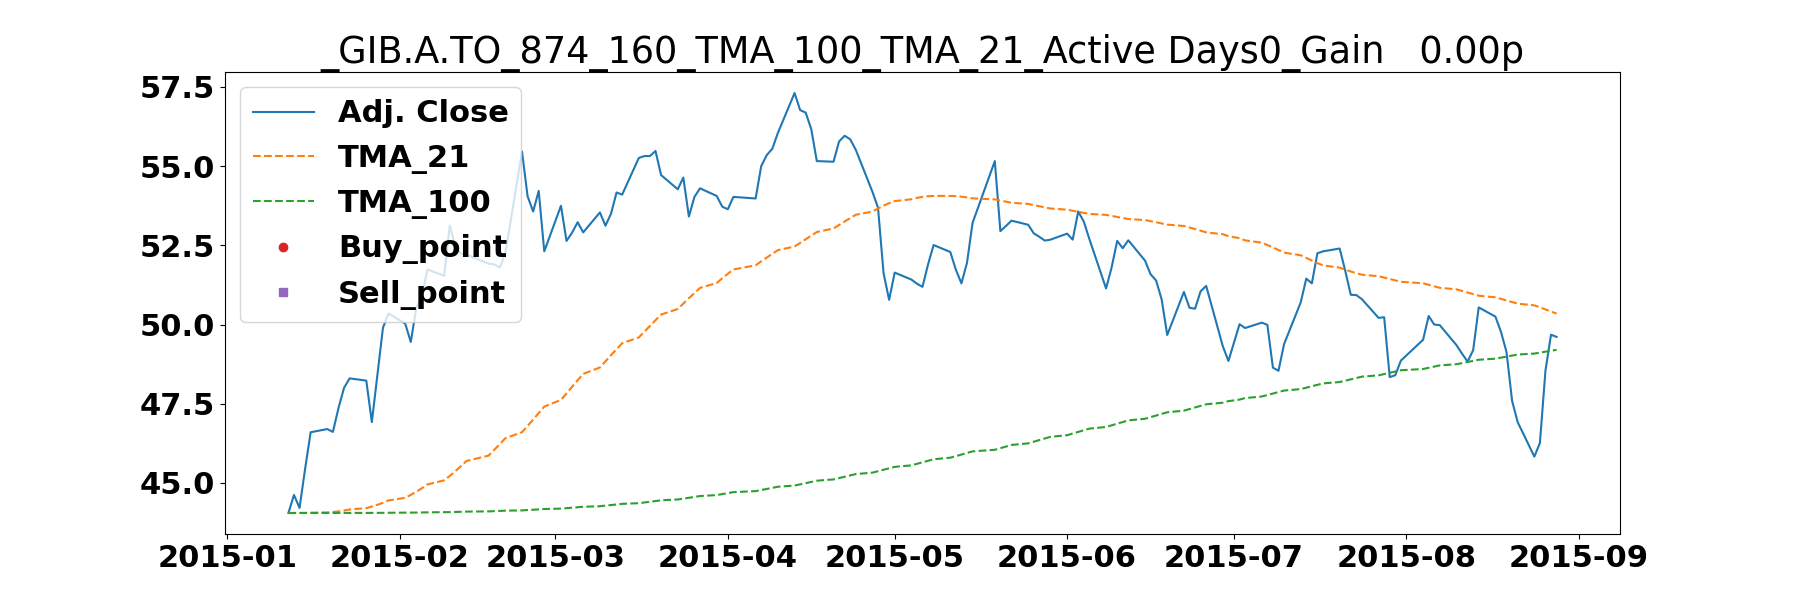 _GIB.A.TO_874_160_TMA_100_TMA_21_Active Days0_Gain   0.00p
57.5
55.0
52.5
50.0
47.5
45.0
Adj. Close
TMA_21
TMA_100
Buy_point
Sell_point
2015-01 2015-02 2015-03 2015-04 2015-05 2015-06 2015-07 2015-08 2015-09